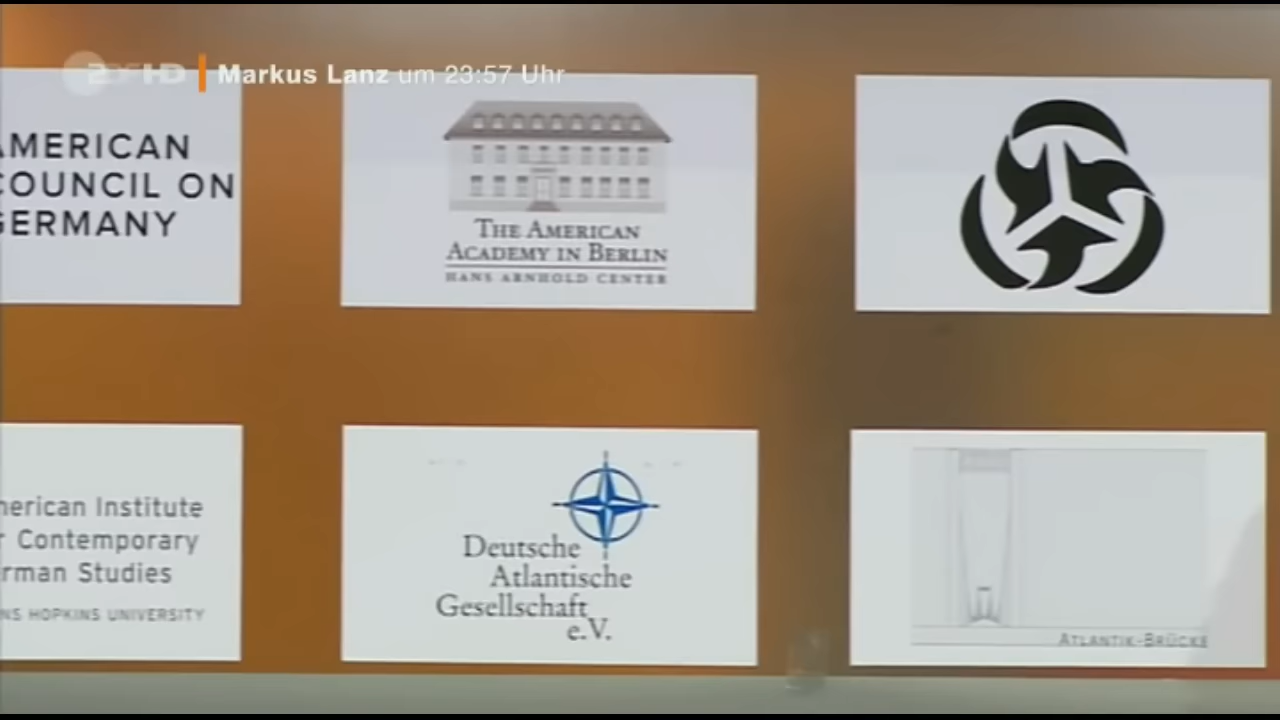 ZDF HD | Markus Lanz um 23:57 Uhr
AMERICAN
COUNCIL ON
GERMANY
THE AMERICAN
ACADEMY IN BERLIN
HANS ARNHOLD CENTER
merican Institute
r Contemporary
rman Studies
NS HOPKINS UNIVERSITY
Deutsche
Atlantische
Gesellschaft
e.V.
ATLANTIK-BRÜCKE